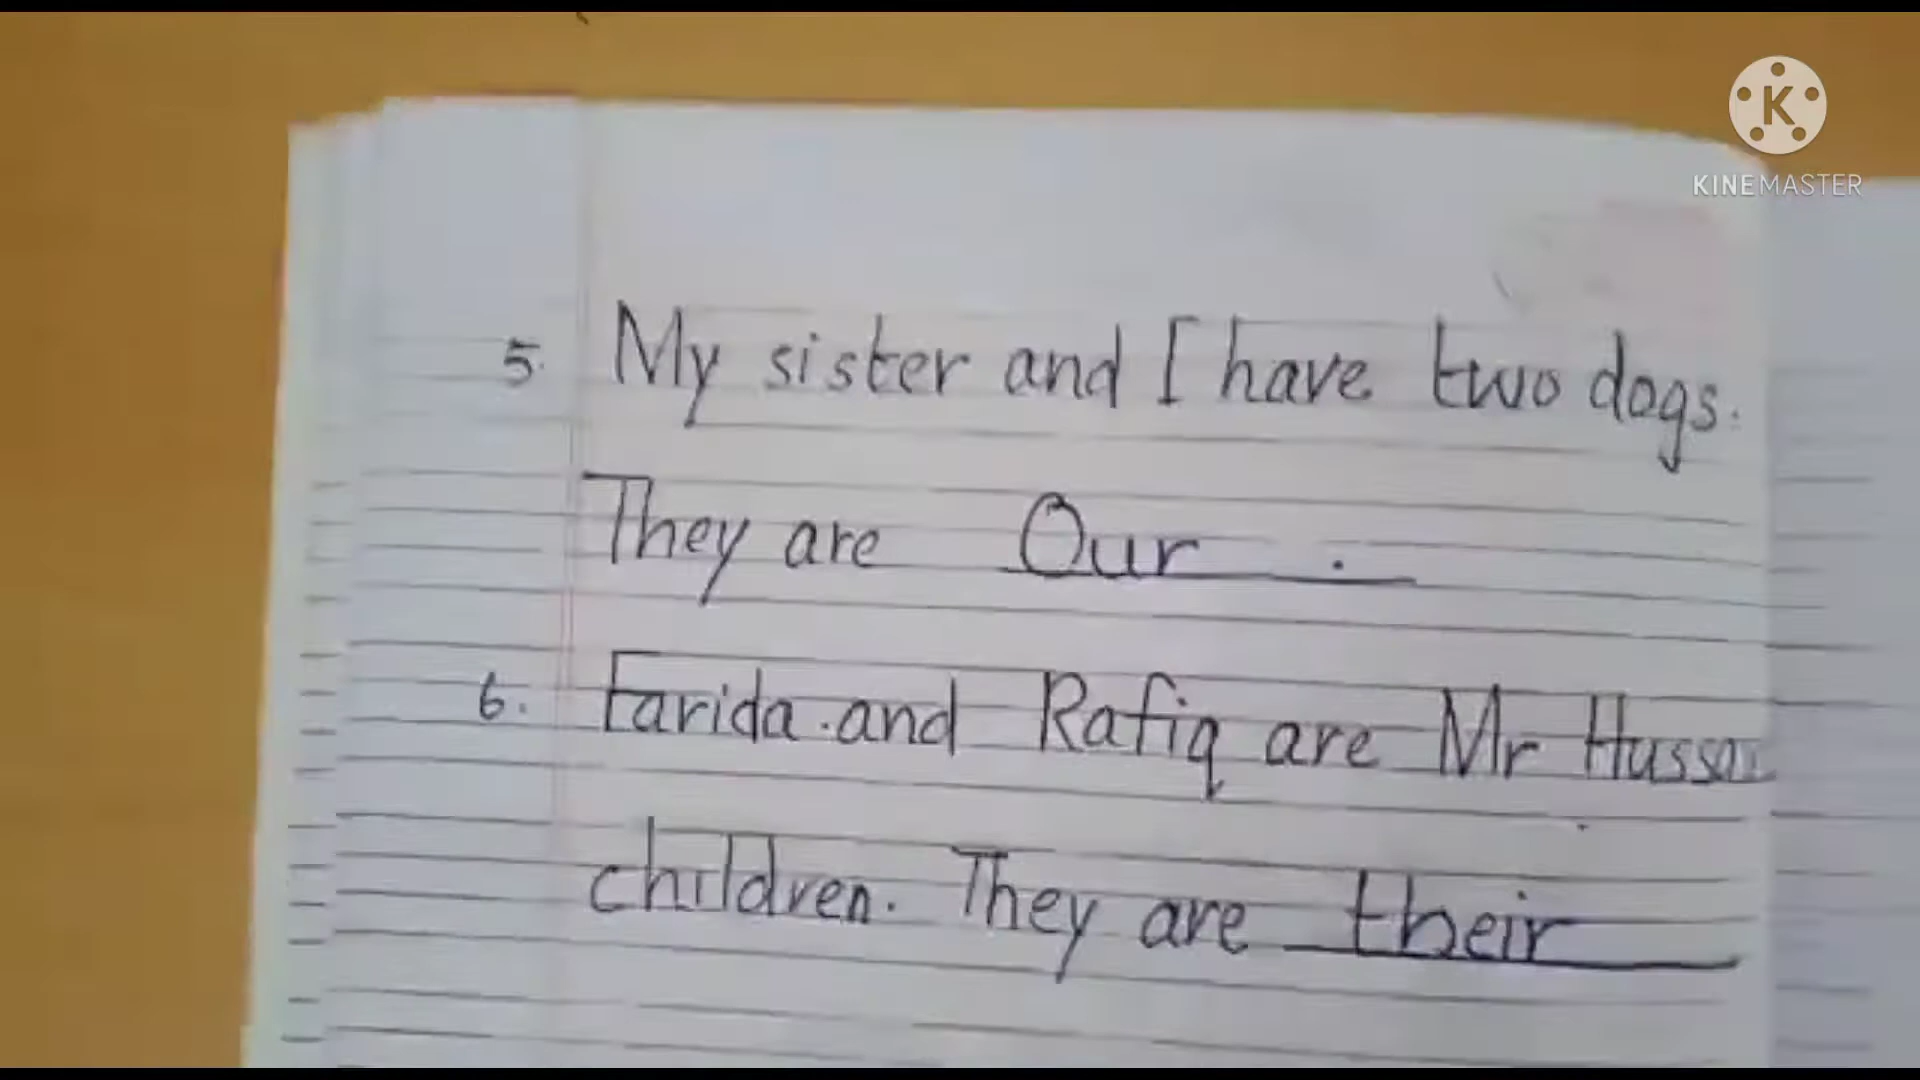 KINEMASTER
5. My sister and I have two dogs.
They are Our .
6. Farida and Rafiq are Mr
children. They are their